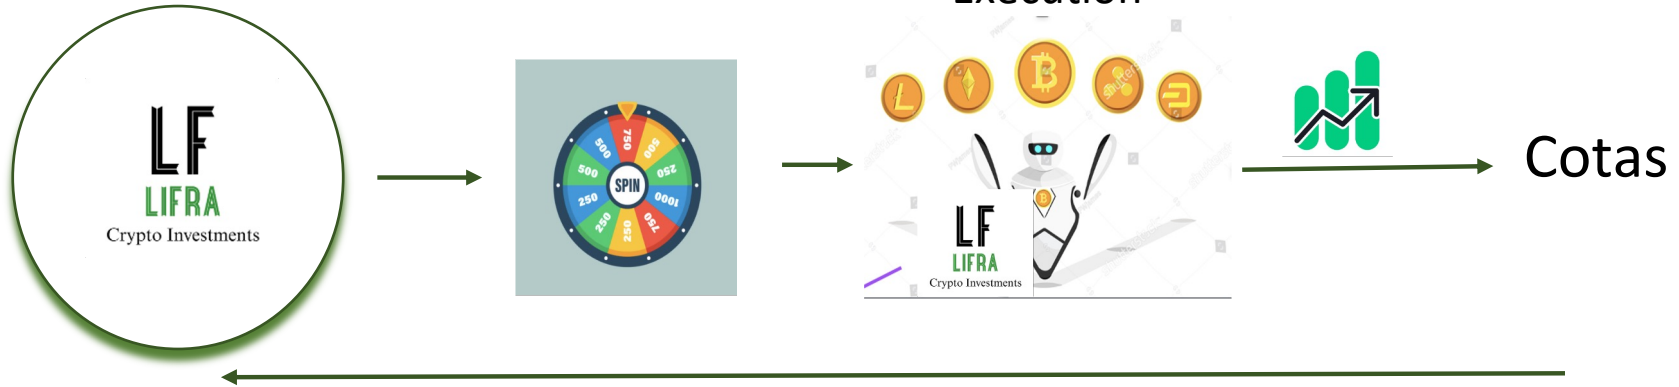 Execution
LF
LIFRA
Crypto Investments
750
500
250
1000
750
250
250
250
500
500
SPIN
shutterstock
LF
LIFRA
Crypto Investments
Cotas